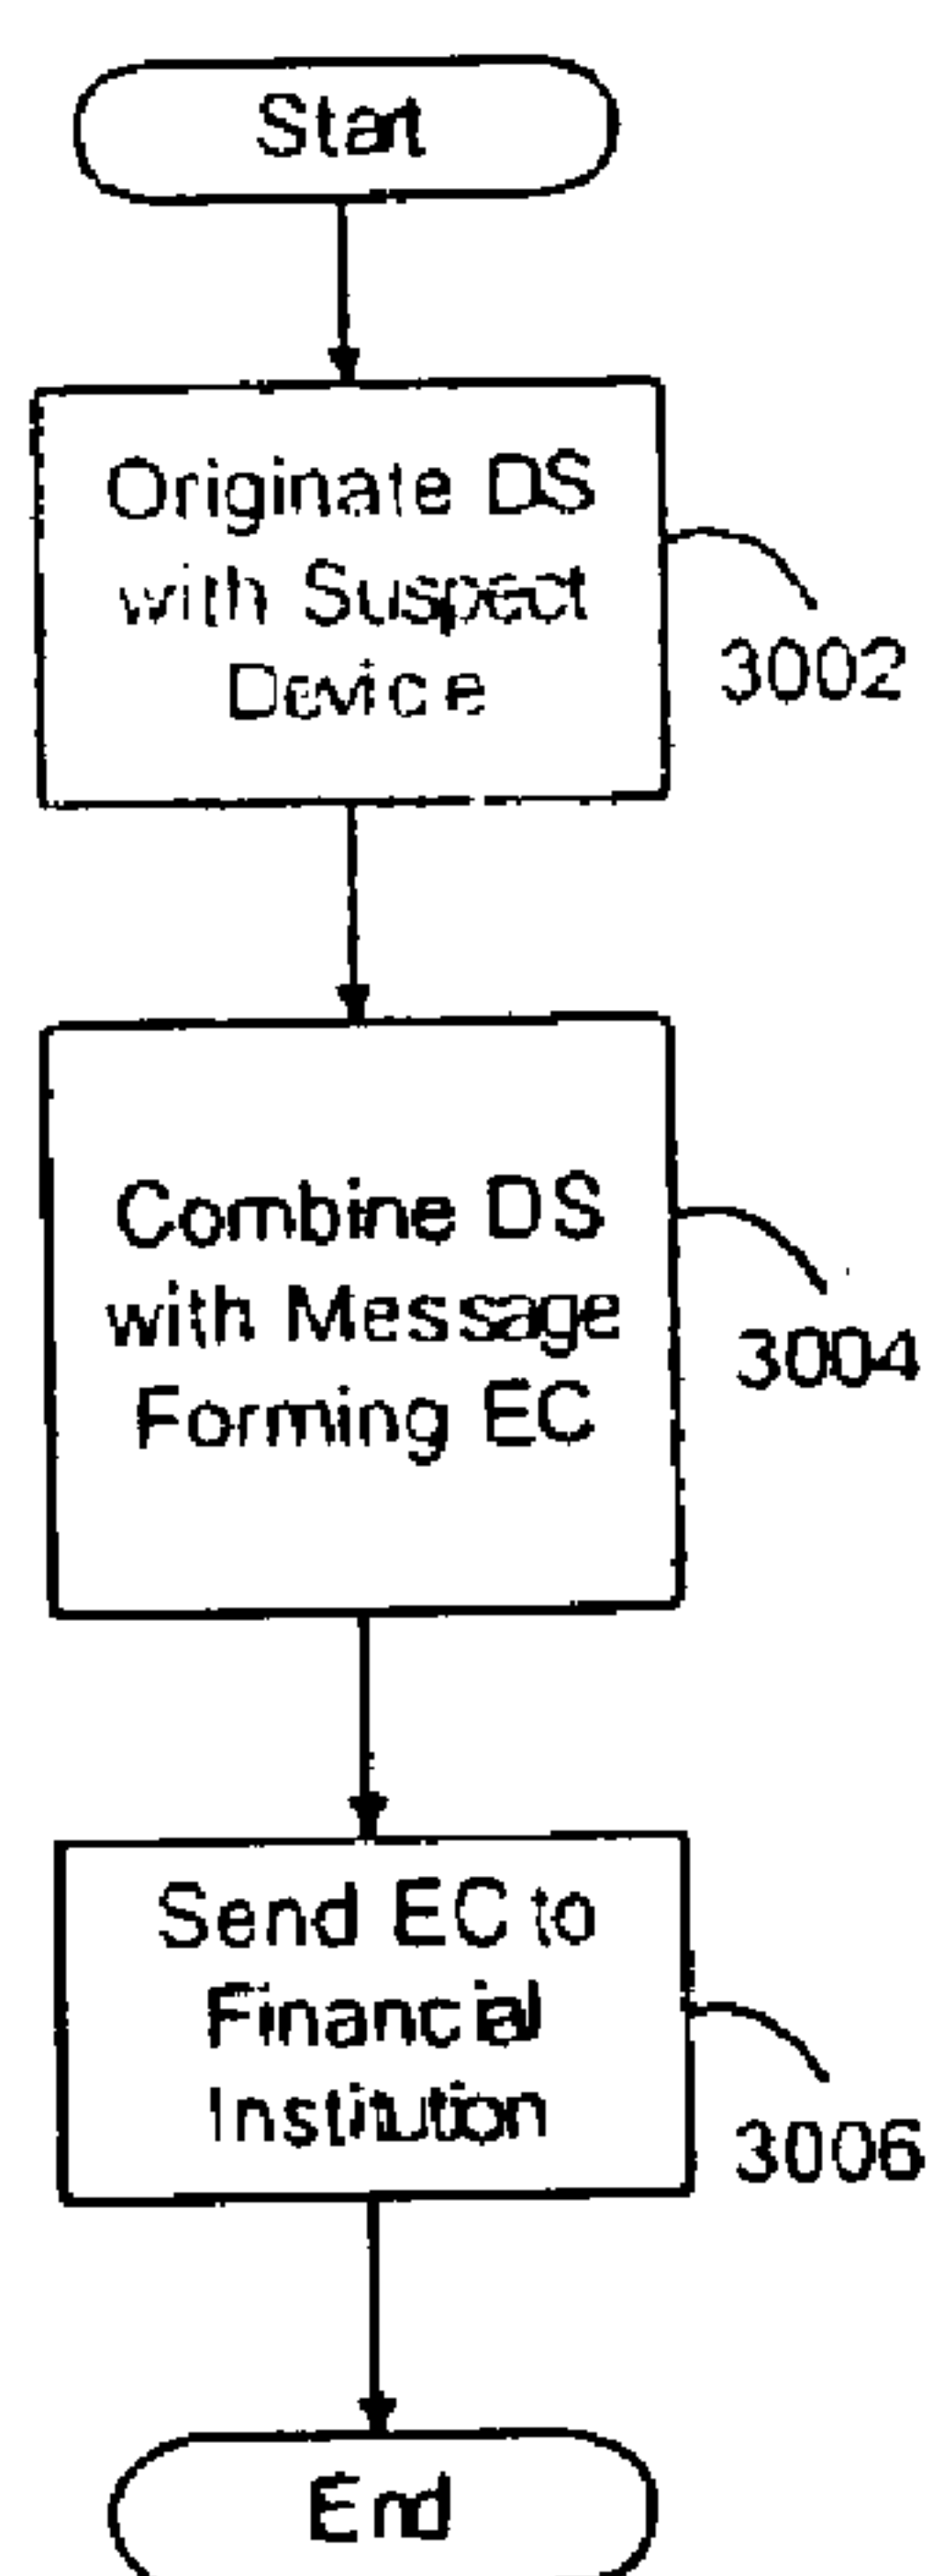 Start
Originate DS
with Suspect
Device
3002
Combine DS
with Message
Forming EC
3004
Send EC to
Financial
Institution
3006
End